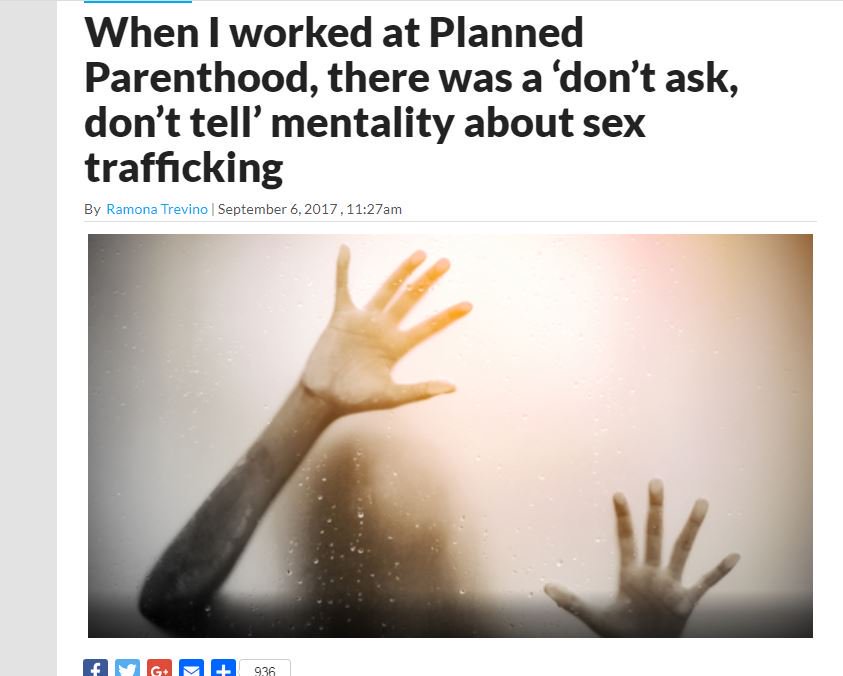 When I worked at Planned
Parenthood, there was a ‘don’t ask,
don’t tell’ mentality about sex
trafficking
By Ramona Trevino | September 6, 2017 , 11:27am
G+
936